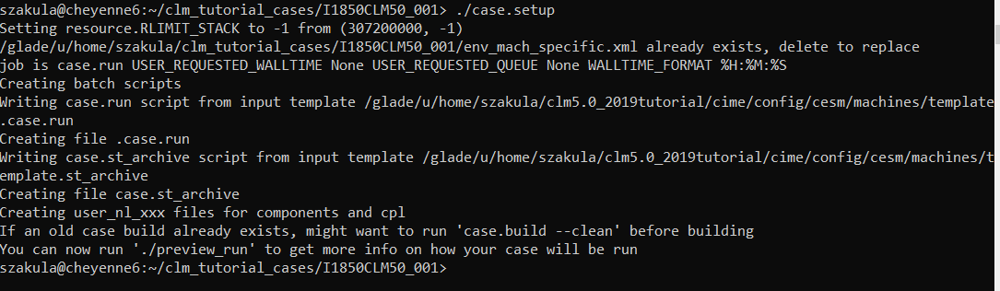 szakula@cheyenne6:~/clm_tutorial_cases/I1850CLM50_001> ./case.setup
Setting resource.RLIMIT_STACK to -1 from (307200000, -1)
/glade/u/home/szakula/clm_tutorial_cases/I1850CLM50_001/env_mach_specific.xml already exists, delete to replace
job is case.run USER_REQUESTED_WALLTIME None USER_REQUESTED_QUEUE None WALLTIME_FORMAT %H:%M:%S
Creating batch scripts
Writing case.run script from input template /glade/u/home/szakula/clm5.0_2019tutorial/cime/config/cesm/machines/template
.case.run
Creating file .case.run
Writing case.st_archive script from input template /glade/u/home/szakula/clm5.0_2019tutorial/cime/config/cesm/machines/t
emplate.st_archive
Creating file case.st_archive
Creating user_nl_xxx files for components and cpl
If an old case build already exists, might want to run 'case.build --clean' before building
You can now run './preview_run' to get more info on how your case will be run
szakula@cheyenne6:~/clm_tutorial_cases/I1850CLM50_001>